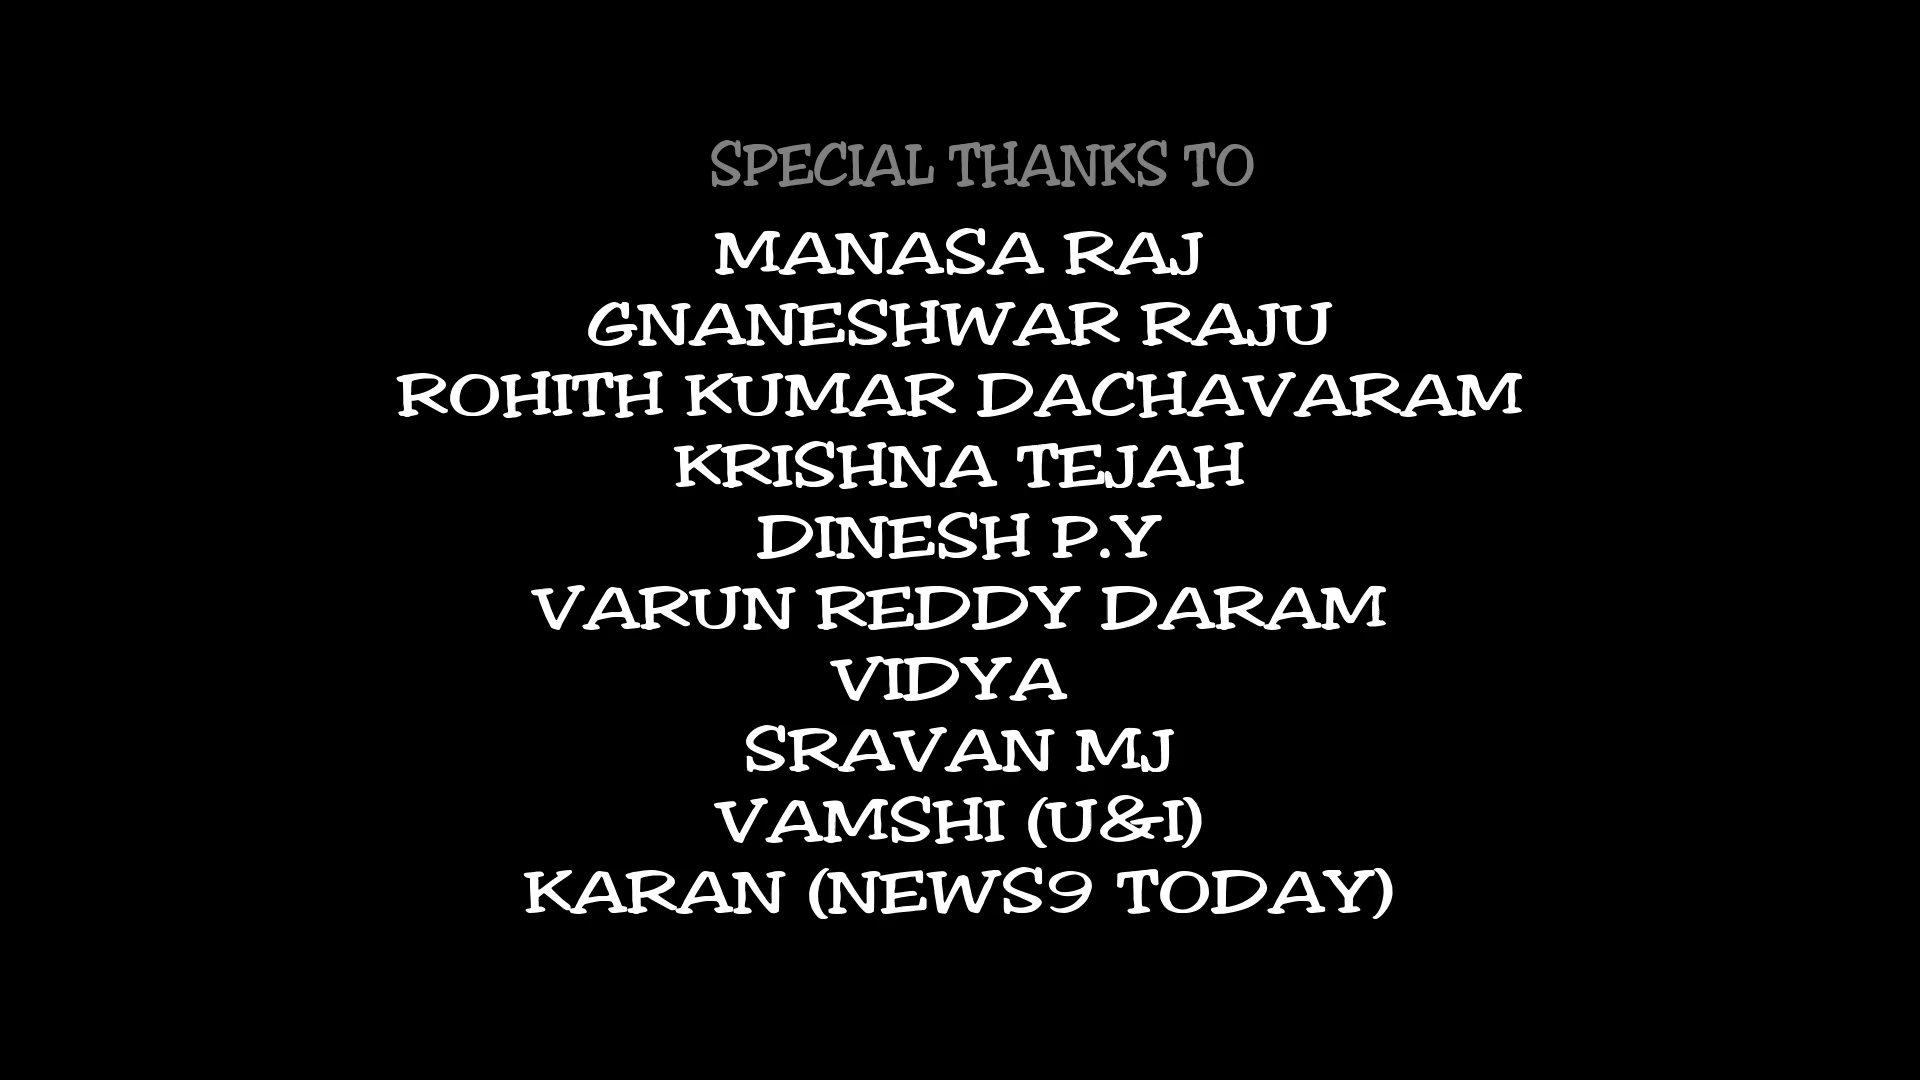 SPECIAL THANKS TO
MANASA RAJ
GNANESHWAR RAJU
ROHITH KUMAR DACHAVARAM
KRISHNA TEJAH
DINESH P.Y
VARUN REDDY DARAM
VIDYA
SRAVAN MJ
VAMSHI (U&I)
KARAN (NEWS9 TODAY)